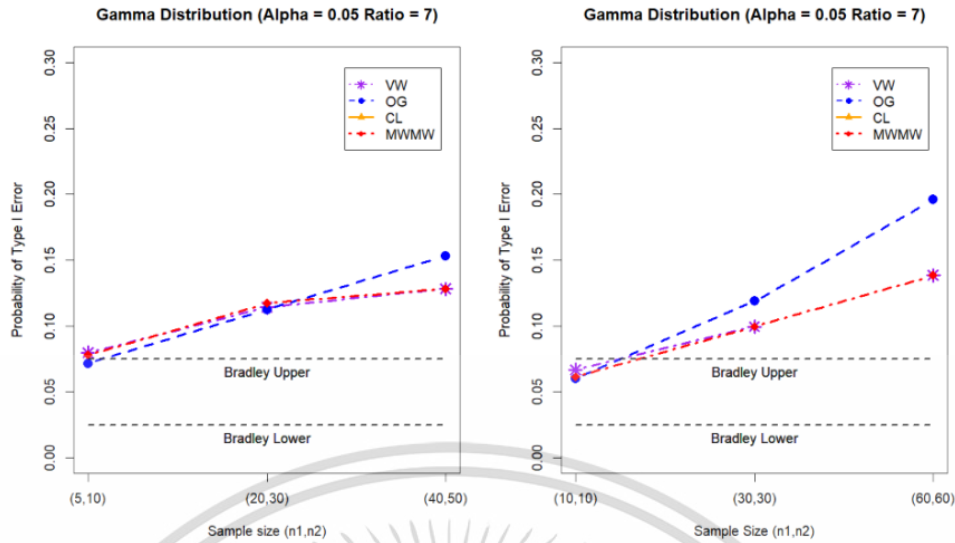 Gamma Distribution (Alpha = 0.05 Ratio = 7)
Probability of Type I Error
0.30
0.25
0.20
0.15
0.10
0.05
0.00
VW
OG
CL
MWMW
Bradley Upper
Bradley Lower
(5,10)
(20,30)
(40,50)
Sample size (n1,n2)
Gamma Distribution (Alpha = 0.05 Ratio = 7)
Probability of Type I Error
0.30
0.25
0.20
0.15
0.10
0.05
0.00
VW
OG
CL
MWMW
Bradley Upper
Bradley Lower
(10,10)
(30,30)
(60,60)
Sample Size (n1,n2)